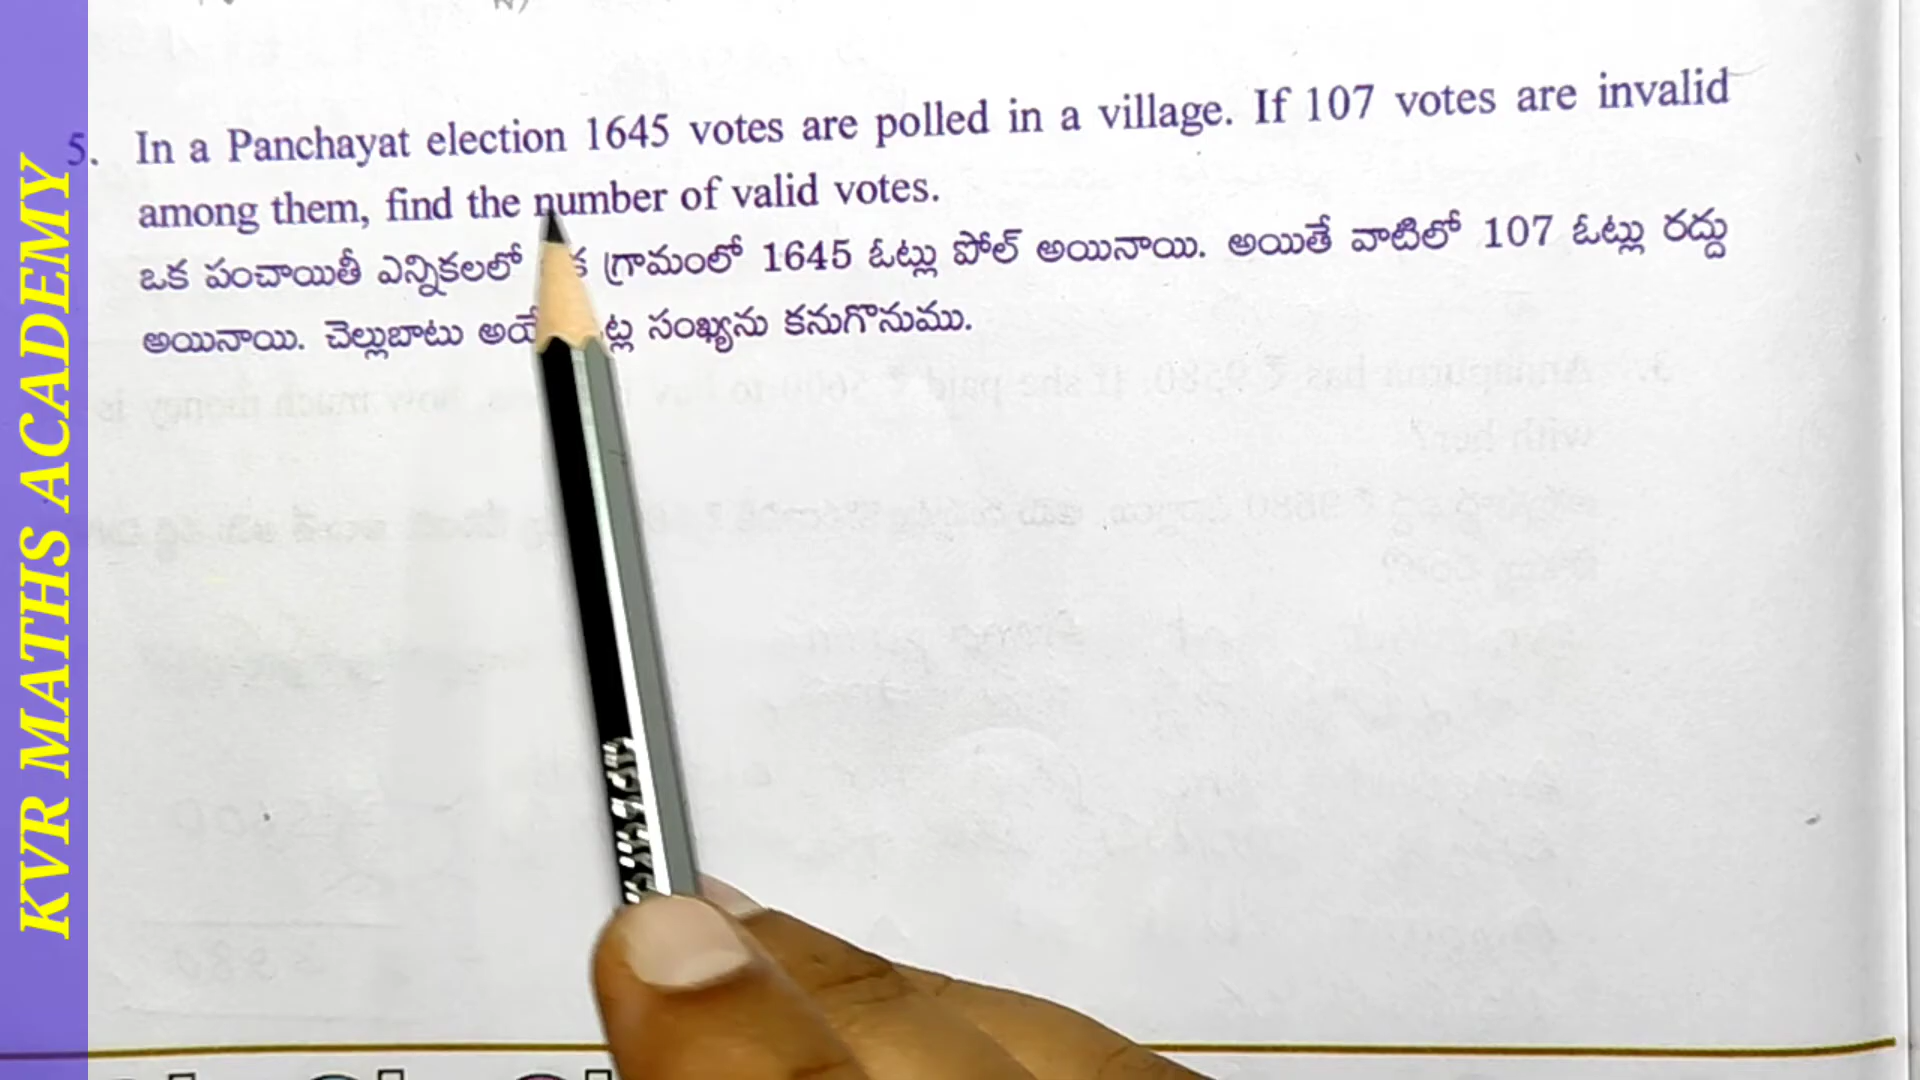 KVR MATHS ACADEMY
5. In a Panchayat election 1645 votes are polled in a village. If 107 votes are invalid
among them, find the number of valid votes.
ఒక పంచాయితీ ఎన్నికలలో గ్రామంలో 1645 ఓట్లు పోల్ అయినాయి. అయితే వాటిలో 107 ఓట్లు రద్దు
అయినాయి. చెల్లుబాటు సంఖ్యను కనుగొనుము.